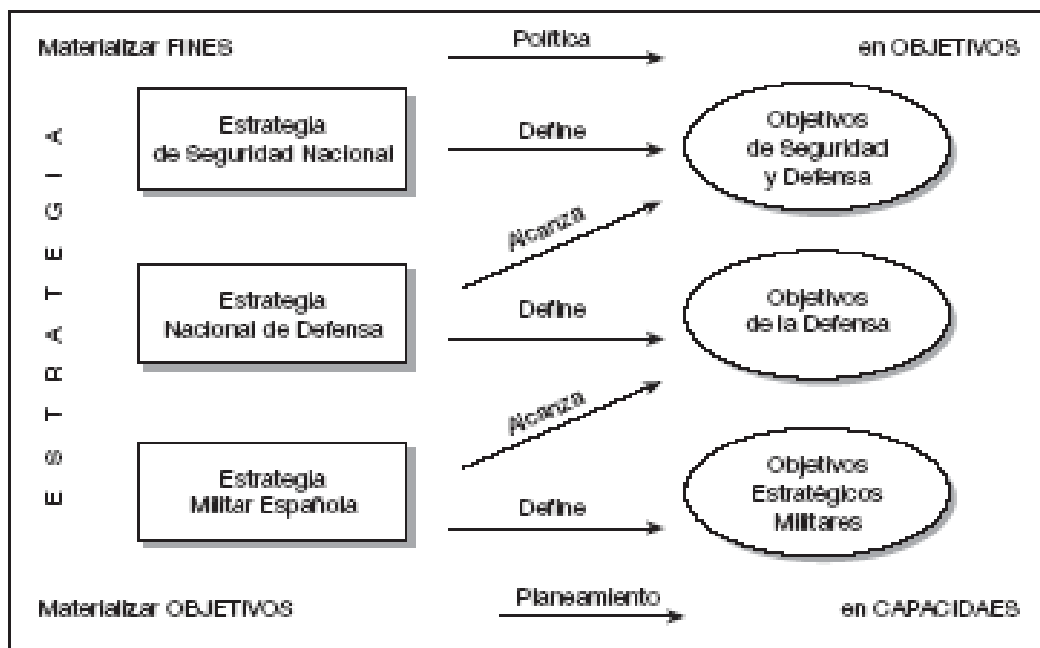 Materializar FINES
Política
en OBJETIVOS
ESTRATEGIA
Estrategia
de Seguridad Nacional
Define
Objetivos
de Seguridad
y Defensa
Alcanza
Estrategia
Nacional de Defensa
Define
Objetivos
de la Defensa
Alcanza
Estrategia
Militar Española
Define
Objetivos
Estratégicos
Militares
Materializar OBJETIVOS
Planeamiento
en CAPACIDAES